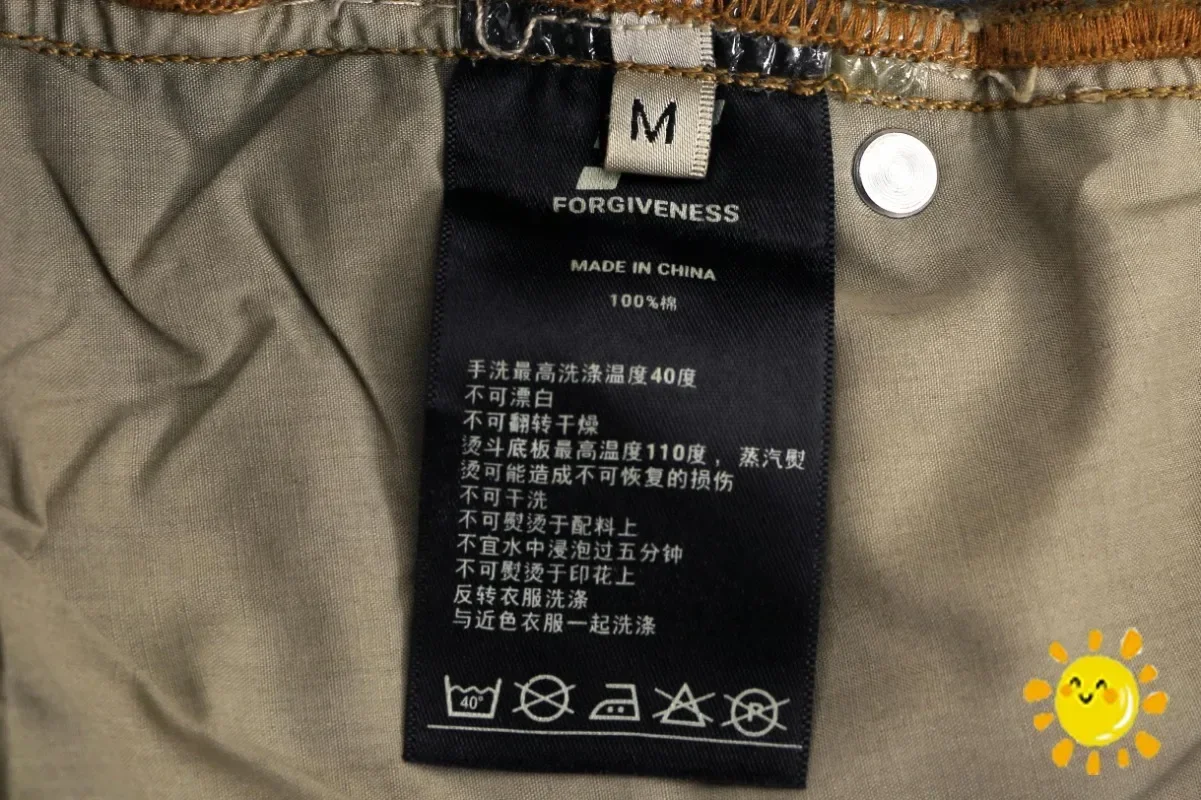 M
FORGIVENESS
MADE IN CHINA
100%棉
手洗最高洗涤温度40度
不可漂白
不可翻转干燥
烫斗底板最高温度110度，蒸汽熨
烫可能造成不可恢复的损伤
不可干洗
不可熨烫于配料上
不宜水中浸泡过五分钟
不可熨烫于印花上
反转衣服洗涤
与近色衣服一起洗涤
40° P